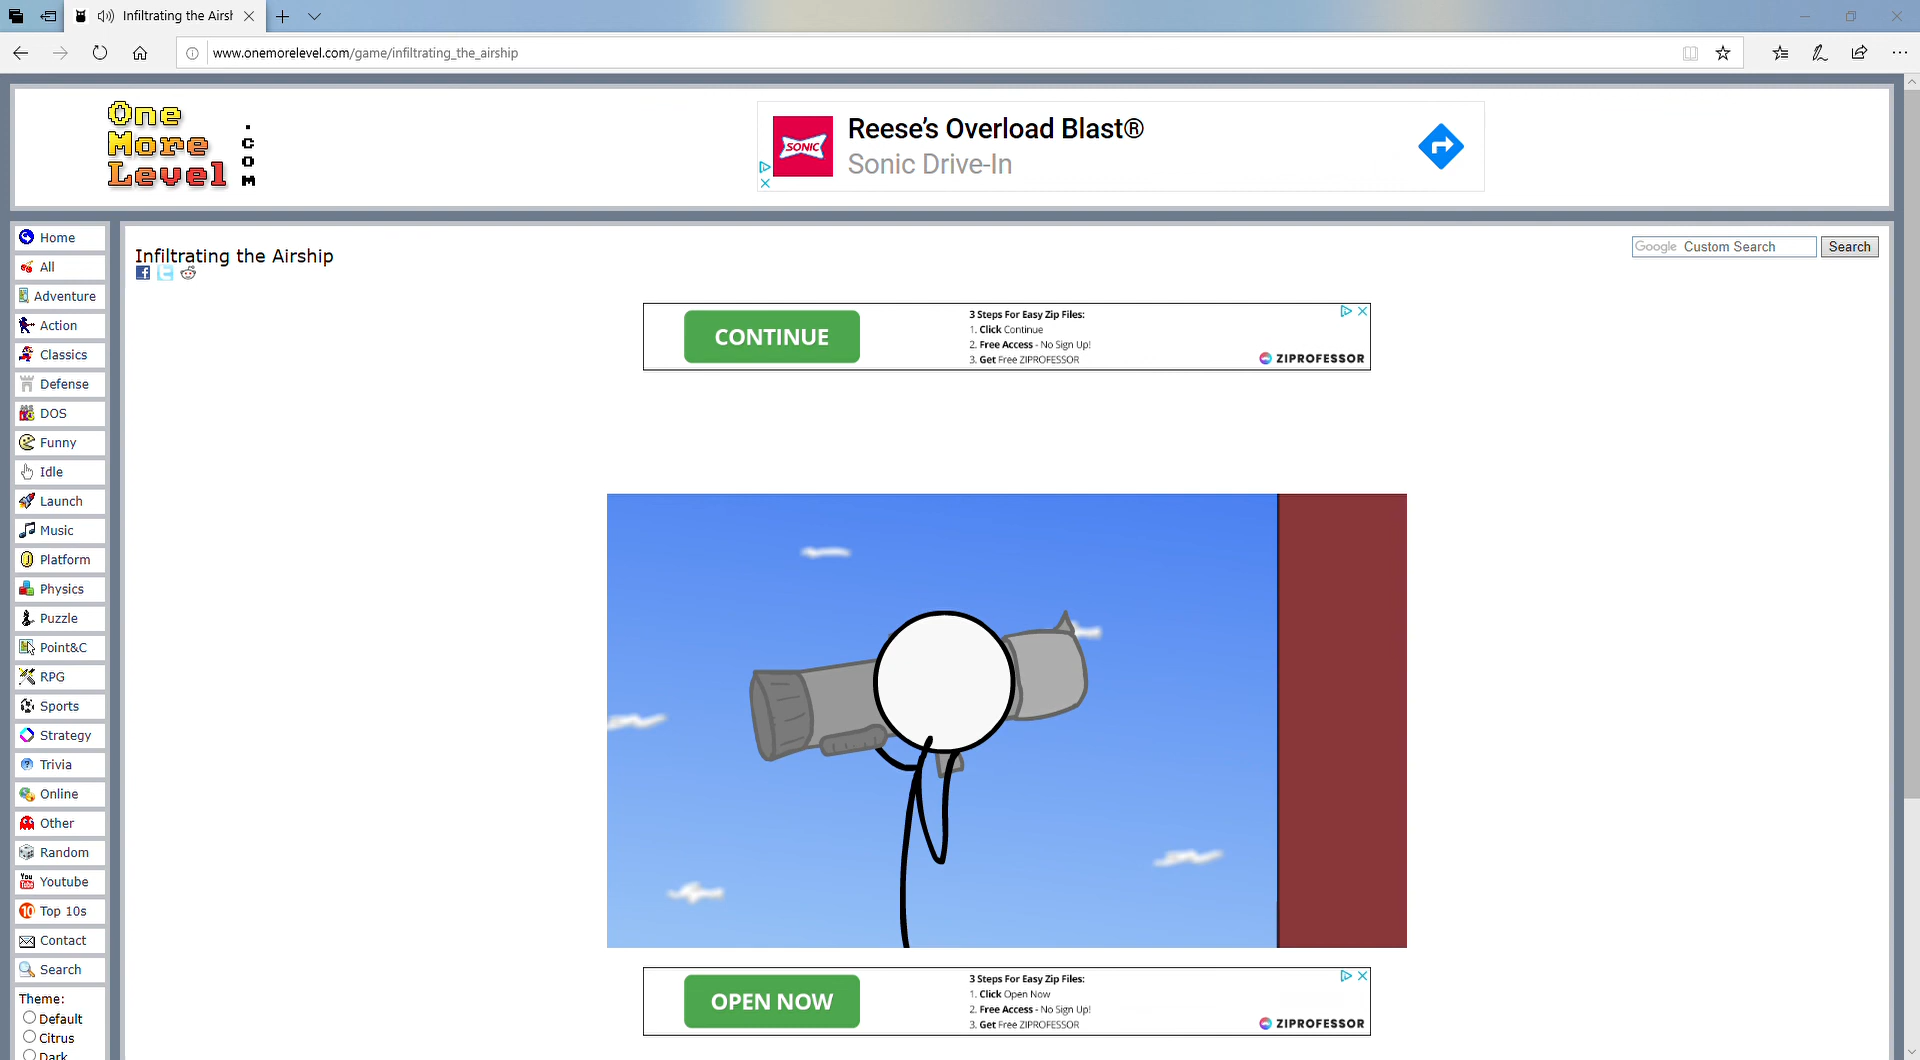 Infiltrating the Airsh
www.onemorelevel.com/game/infiltrating_the_airship
One
More
Level
.com
SONIC
Reese’s Overload Blast®
Sonic Drive-In
Home
All
Adventure
Action
Classics
Defense
DOS
Funny
Idle
Launch
Music
Platform
Physics
Puzzle
Point&C
RPG
Sports
Strategy
Trivia
Online
Other
Random
Youtube
Top 10s
Contact
Search
Theme:
Default
Citrus
Dark
Infiltrating the Airship
Google Custom Search
Search
CONTINUE
3 Steps For Easy Zip Files:
1. Click Continue
2. Free Access - No Sign Up!
3. Get Free ZIPROFESSOR
ZIPROFESSOR
OPEN NOW
3 Steps For Easy Zip Files:
1. Click Open Now
2. Free Access - No Sign Up!
3. Get Free ZIPROFESSOR
ZIPROFESSOR